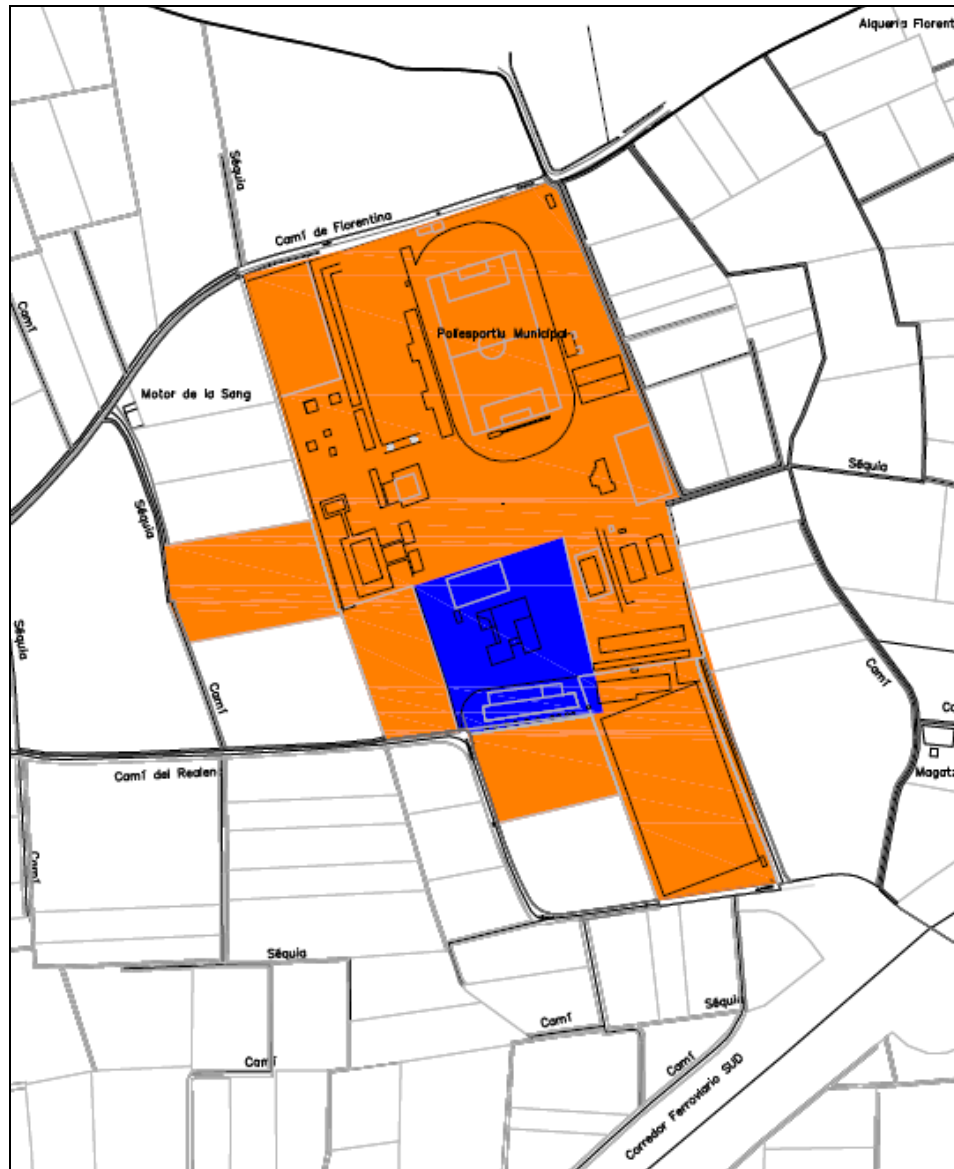 Alqueria Florent
Séquia
Camí de Florentina
Camí
Poliesportiu Municipal
Motor de la Sang
Séquia
Séquia
Séquia
Camí
Camí
Ca
Camí del Realen
Magatz
Camí
Séquia
Séquia
Camí
Camí
Camí
Corredor Ferroviario SUD